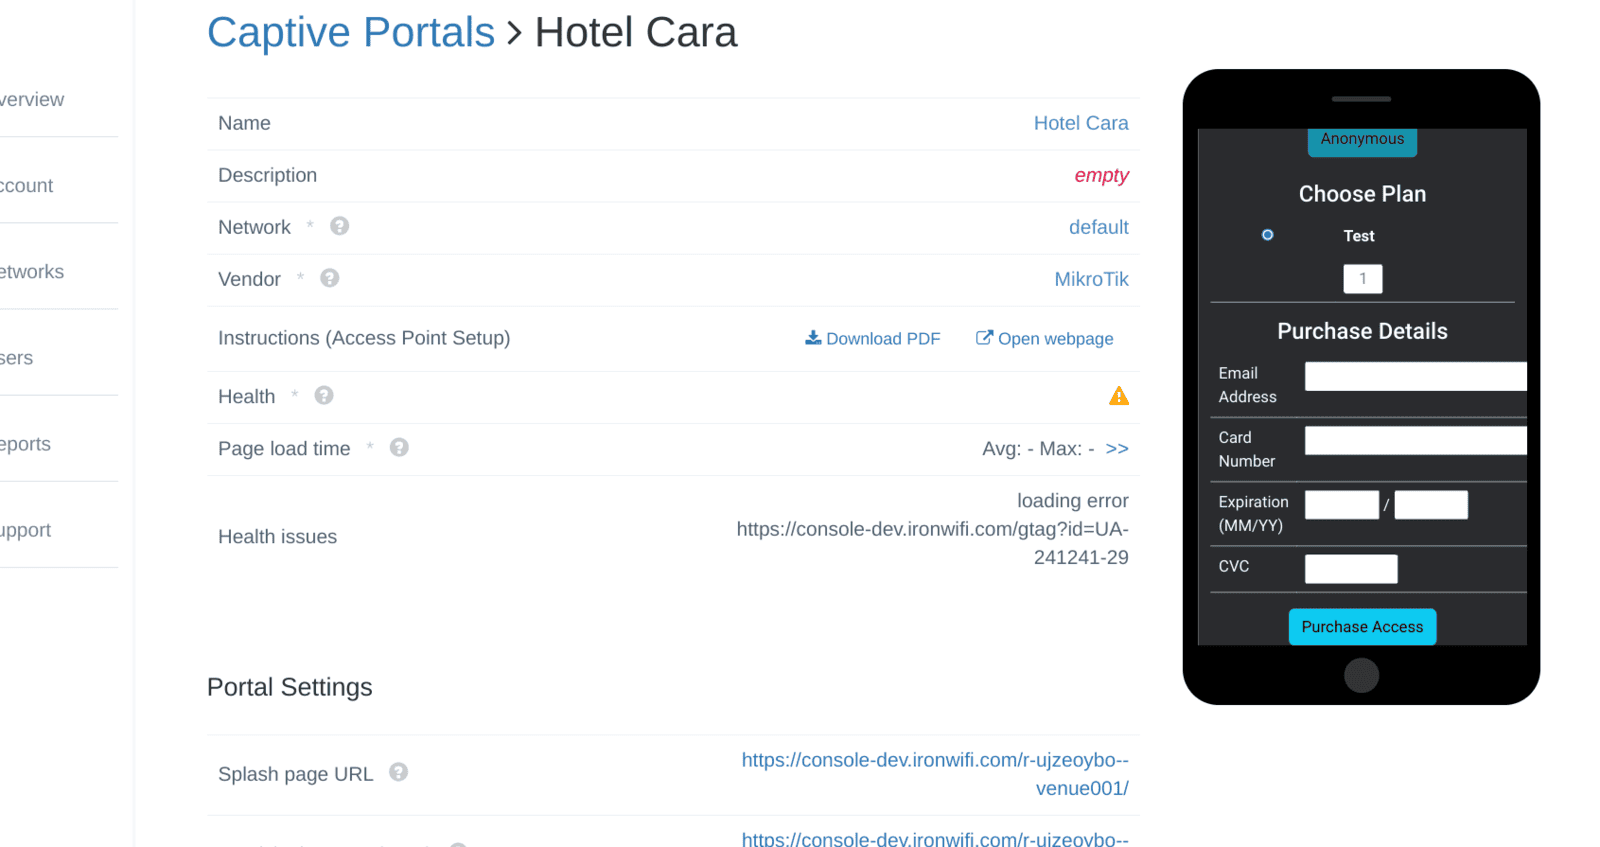 Captive Portals > Hotel Cara
verview
ccount
etworks
sers
eports
upport
Name Hotel Cara
Description empty
Network * ? default
Vendor * ? MikroTik
Instructions (Access Point Setup) Download PDF Open webpage
Health * ?
Page load time * ? Avg: - Max: - >>
Health issues
loading error
https://console-dev.ironwifi.com/gtag?id=UA-
241241-29
Portal Settings
Splash page URL ?
https://console-dev.ironwifi.com/r-ujzeoybo--
venue001/
https://console-dev.ironwifi.com/r-ujzeoybo--
Anonymous
Choose Plan
Test
1
Purchase Details
Email
Address
Card
Number
Expiration
(MM/YY)
/
CVC
Purchase Access